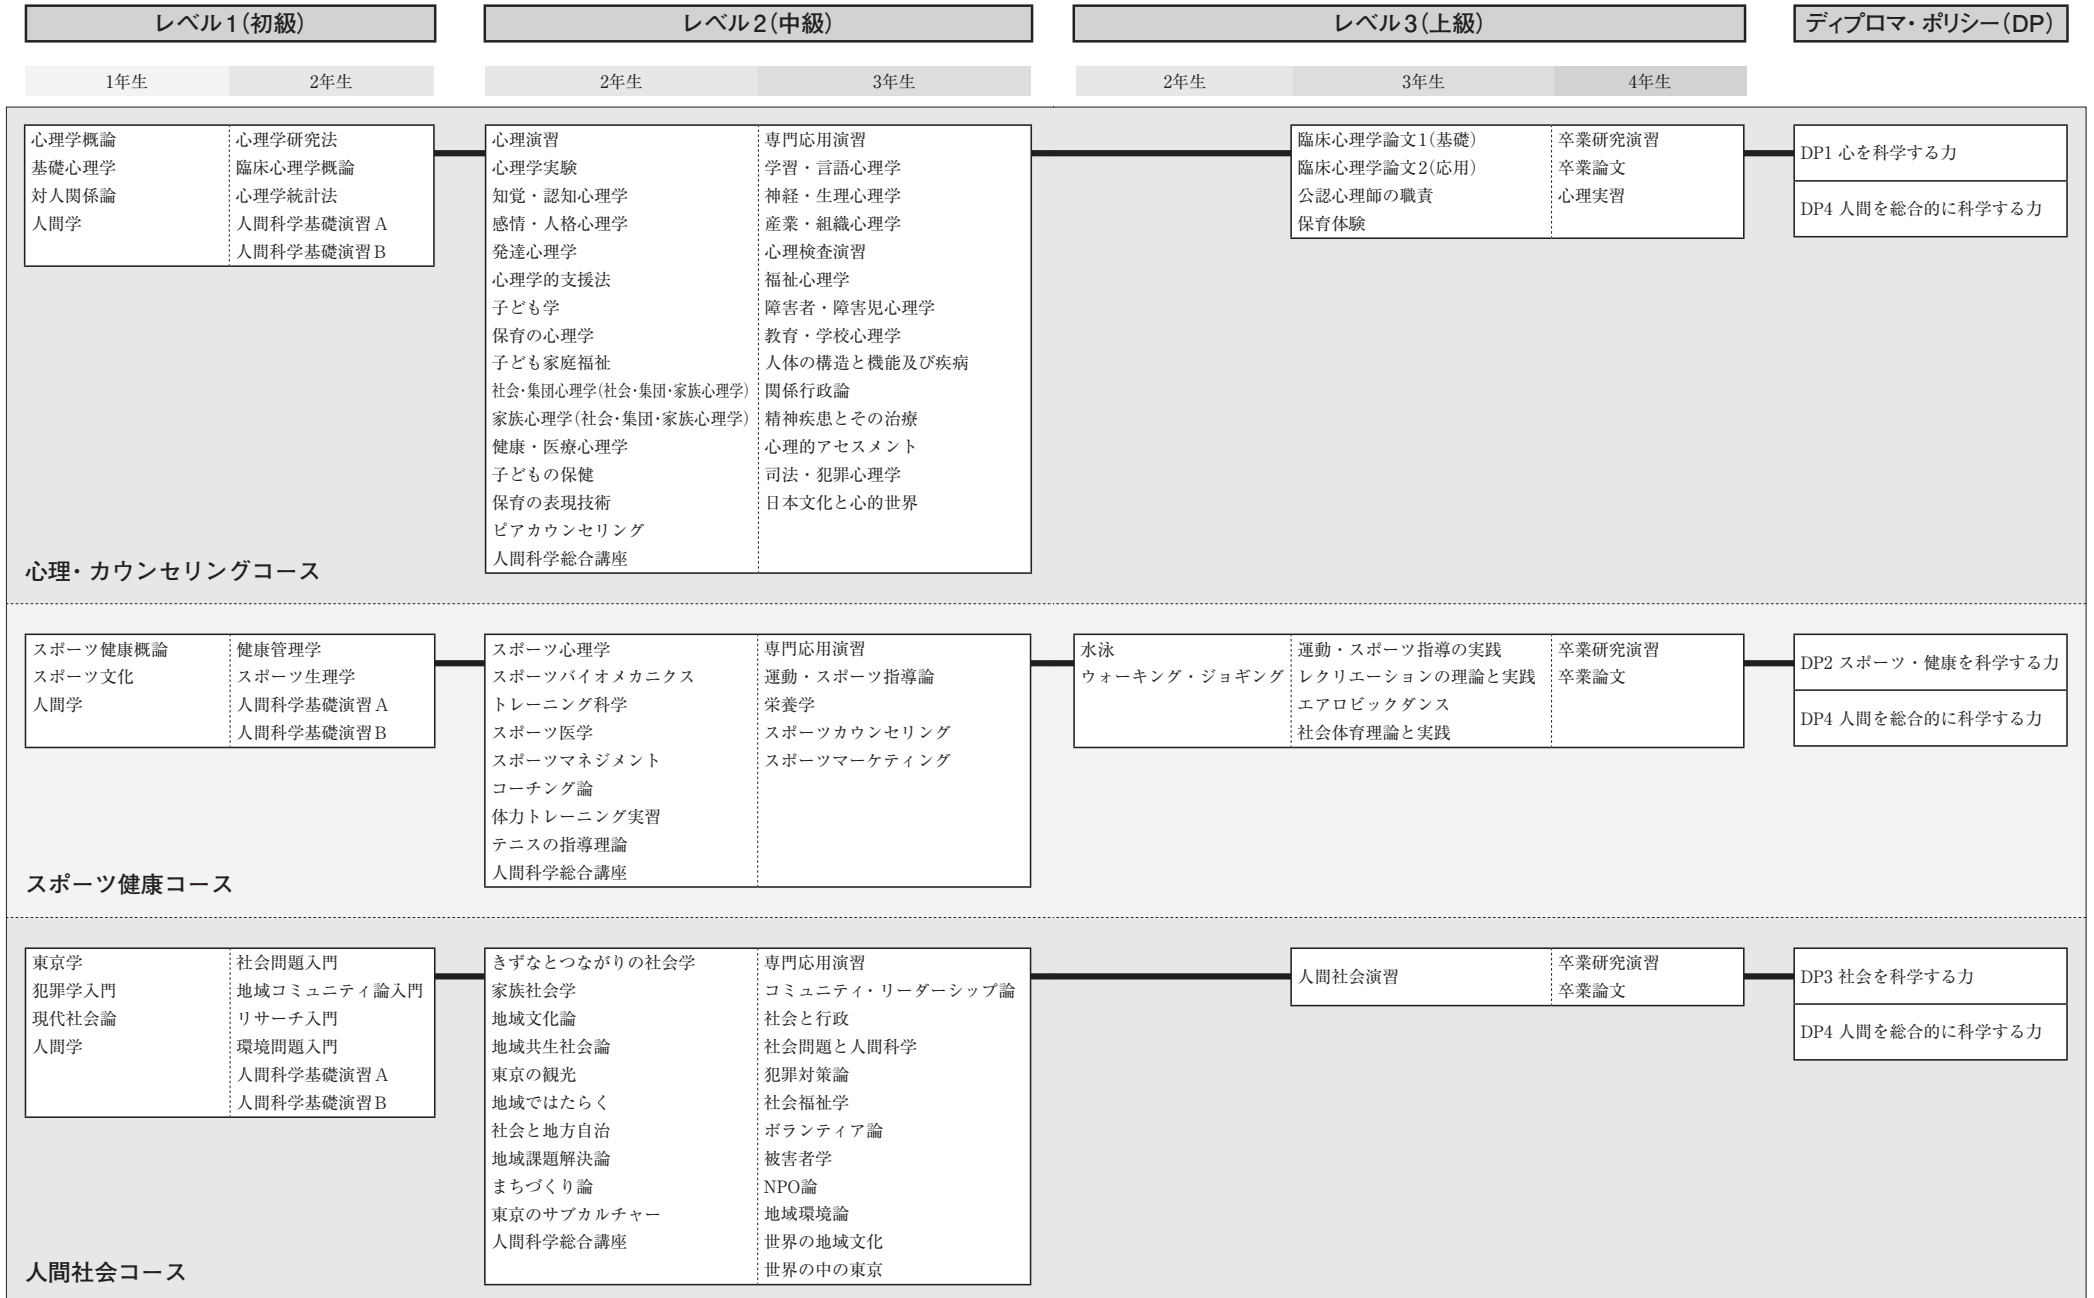 レベル1(初級)
レベル2(中級)
レベル3(上級)
ディプロマ・ポリシー(DP)
1年生
2年生
2年生
3年生
2年生
3年生
4年生
心理学概論
基礎心理学
対人関係論
人間学
心理学研究法
臨床心理学概論
心理学統計法
人間科学基礎演習A
人間科学基礎演習B
心理演習
心理学実験
知覚・認知心理学
感情・人格心理学
発達心理学
心理学的支援法
子ども学
保育の心理学
子ども家庭福祉
社会・集団心理学(社会・集団・家族心理学)
家族心理学(社会・集団・家族心理学)
健康・医療心理学
子どもの保健
保育の表現技術
ピアカウンセリング
人間科学総合講座
専門応用演習
学習・言語心理学
神経・生理心理学
産業・組織心理学
心理検査演習
福祉心理学
障害者・障害児心理学
教育・学校心理学
人体の構造と機能及び疾病
関係行政論
精神疾患とその治療
心理的アセスメント
司法・犯罪心理学
日本文化と心的世界
臨床心理学論文1(基礎)
臨床心理学論文2(応用)
公認心理師の職責
保育体験
卒業研究演習
卒業論文
心理実習
DP1 心を科学する力
DP4 人間を総合的に科学する力
心理・カウンセリングコース
スポーツ健康概論
スポーツ文化
人間学
健康管理学
スポーツ生理学
人間科学基礎演習A
人間科学基礎演習B
スポーツ心理学
スポーツバイオメカニクス
トレーニング科学
スポーツ医学
スポーツマネジメント
コーチング論
体力トレーニング実習
テニスの指導理論
人間科学総合講座
専門応用演習
運動・スポーツ指導論
栄養学
スポーツカウンセリング
スポーツマーケティング
水泳
ウォーキング・ジョギング
運動・スポーツ指導の実践
レクリエーションの理論と実践
エアロビックダンス
社会体育理論と実践
卒業研究演習
卒業論文
DP2 スポーツ・健康を科学する力
DP4 人間を総合的に科学する力
スポーツ健康コース
東京学
犯罪学入門
現代社会論
人間学
社会問題入門
地域コミュニティ論入門
リサーチ入門
環境問題入門
人間科学基礎演習A
人間科学基礎演習B
きずなとつながりの社会学
家族社会学
地域文化論
地域共生社会論
東京の観光
地域ではたらく
社会と地方自治
地域課題解決論
まちづくり論
東京のサブカルチャー
人間科学総合講座
専門応用演習
コミュニティ・リーダーシップ論
社会と行政
社会問題と人間科学
犯罪対策論
社会福祉学
ボランティア論
被害者学
NPO論
地域環境論
世界の地域文化
世界の中の東京
人間社会演習
卒業研究演習
卒業論文
DP3 社会を科学する力
DP4 人間を総合的に科学する力
人間社会コース